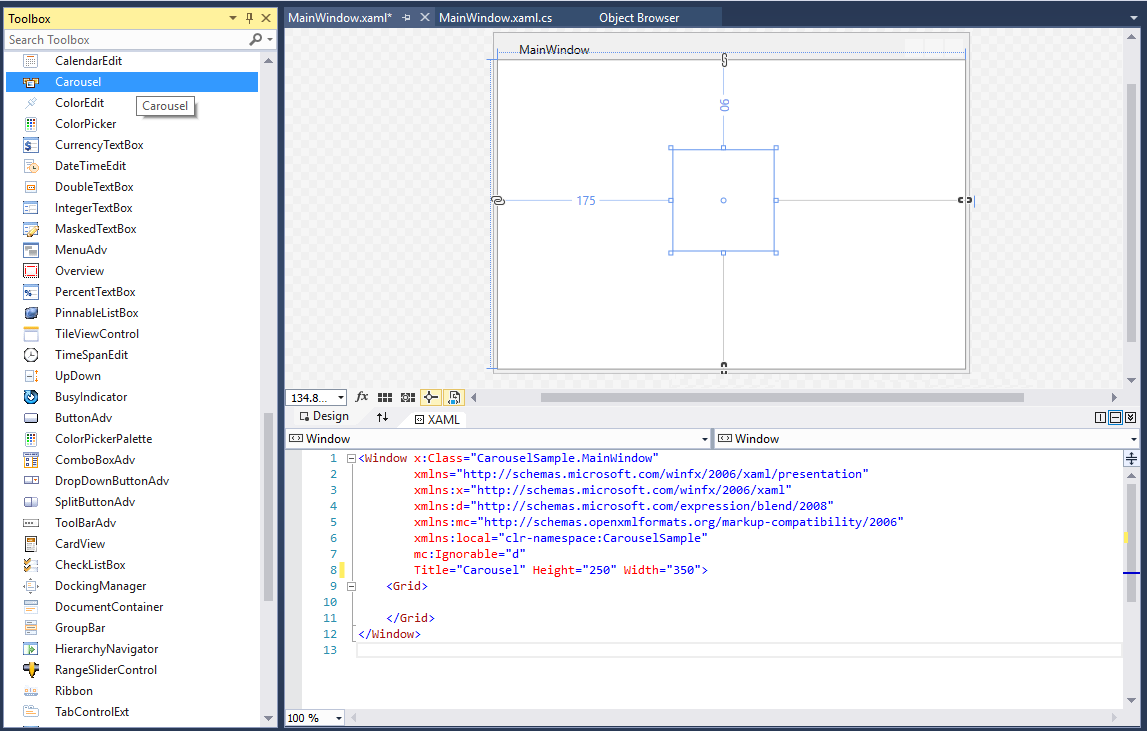 Toolbox
Search Toolbox
CalendarEdit
Carousel
ColorEdit
Carousel
ColorPicker
CurrencyTextBox
DateTimeEdit
DoubleTextBox
IntegerTextBox
MaskedTextBox
MenuAdv
Overview
PercentTextBox
PinnableListBox
TileViewControl
TimeSpanEdit
UpDown
BusyIndicator
ButtonAdv
ColorPickerPalette
ComboBoxAdv
DropDownButtonAdv
SplitButtonAdv
ToolBarAdv
CardView
CheckListBox
DockingManager
DocumentContainer
GroupBar
HierarchyNavigator
RangeSliderControl
Ribbon
TabControlExt
MainWindow.xaml* MainWindow.xaml.cs Object Browser
MainWindow
90
175
134.8... fx
Design XAML
Window Window
1 <Window x:Class="CarouselSample.MainWindow"
2 xmlns="http://schemas.microsoft.com/winfx/2006/xaml/presentation"
3 xmlns:x="http://schemas.microsoft.com/winfx/2006/xaml"
4 xmlns:d="http://schemas.microsoft.com/expression/blend/2008"
5 xmlns:mc="http://schemas.openxmlformats.org/markup-compatibility/2006"
6 xmlns:local="clr-namespace:CarouselSample"
7 mc:Ignorable="d"
8 Title="Carousel" Height="250" Width="350">
9 <Grid>
10
11 </Grid>
12 </Window>
13
100 %